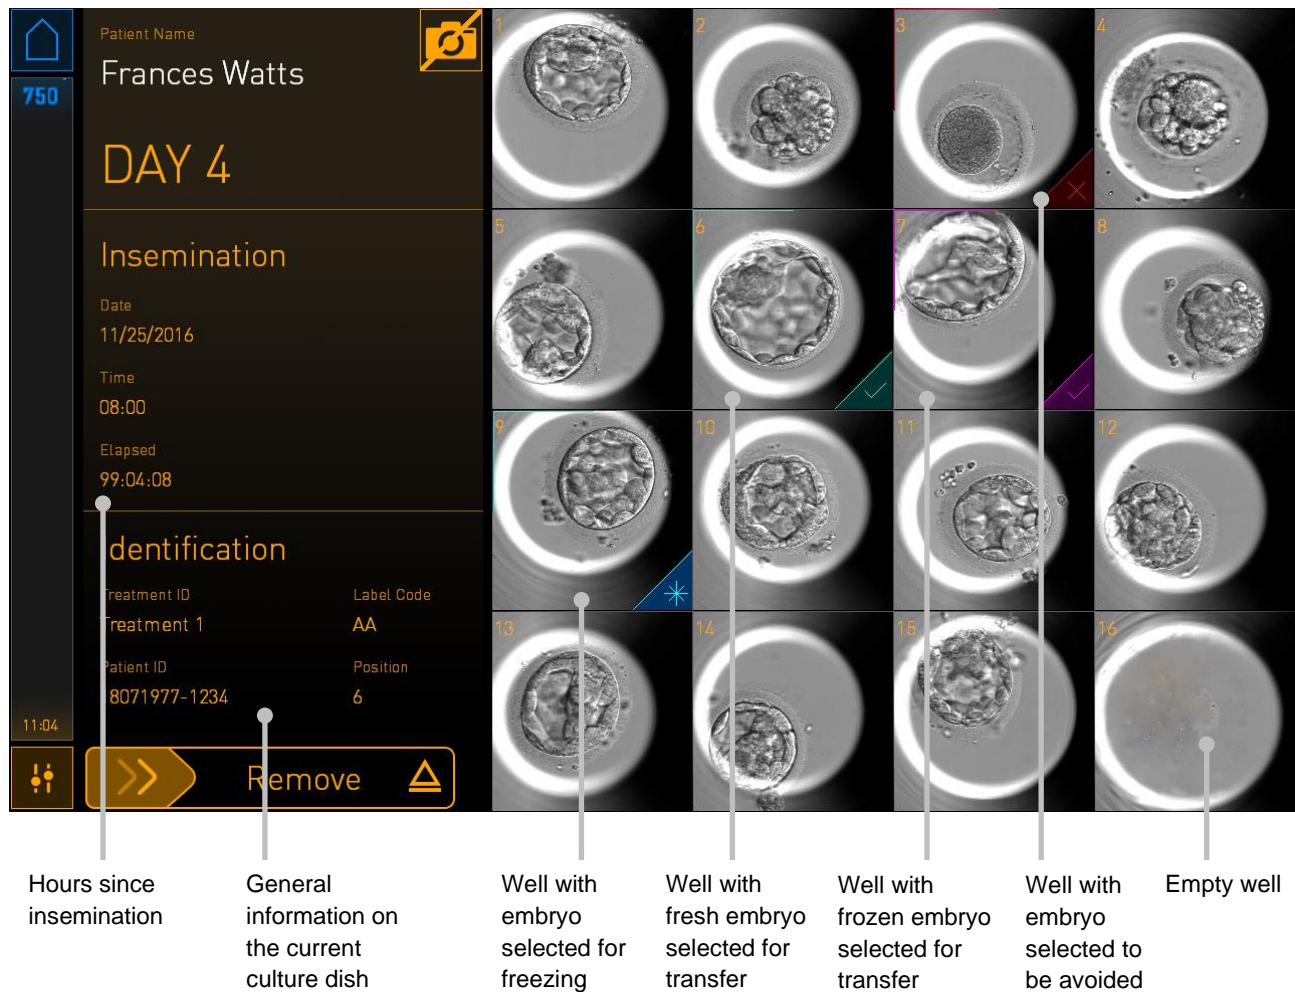 Patient Name
Frances Watts
750
DAY 4
Insemination
Date
11/25/2016
Time
08:00
Elapsed
99:04:08
dentification
Treatment ID
Label Code
Treatment 1
AA
Patient ID
Position
8071977-1234
6
11:04
Remove
1
2
3
4
5
6
7
8
9
10
11
12
13
14
15
16
Hours since
insemination
General
information on
the current
culture dish
Well with
embryo
selected for
freezing
Well with
fresh embryo
selected for
transfer
Well with
frozen embryo
selected for
transfer
Well with
embryo
selected to
be avoided
Empty well